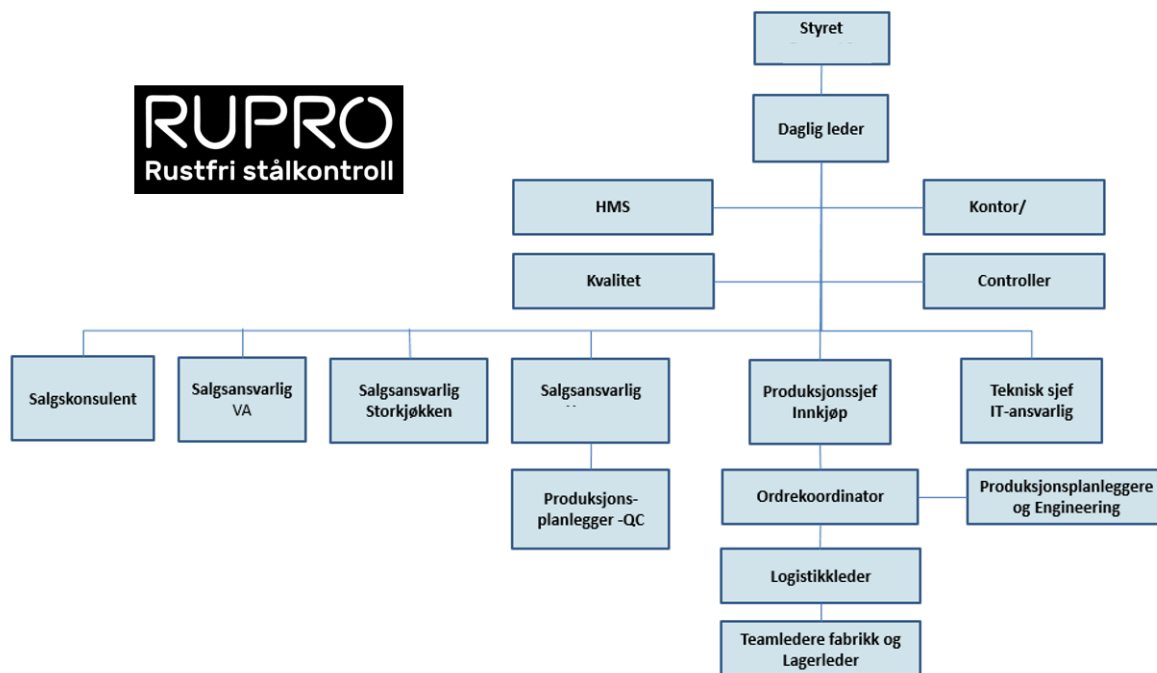 Styret
RUPRO
Rustfri stålkontroll
Daglig leder
HMS
Kontor/
Kvalitet
Controller
Salgskonsulent
Salgsansvarlig
VA
Salgsansvarlig
Storkjøkken
Salgsansvarlig
Produksjonssjef
Innkjøp
Teknisk sjef
IT-ansvarlig
Produksjons-
planlegger -QC
Ordrekoordinator
Produksjonsplanleggere
og Engineering
Logistikkleder
Teamledere fabrikk og
Lagerleder